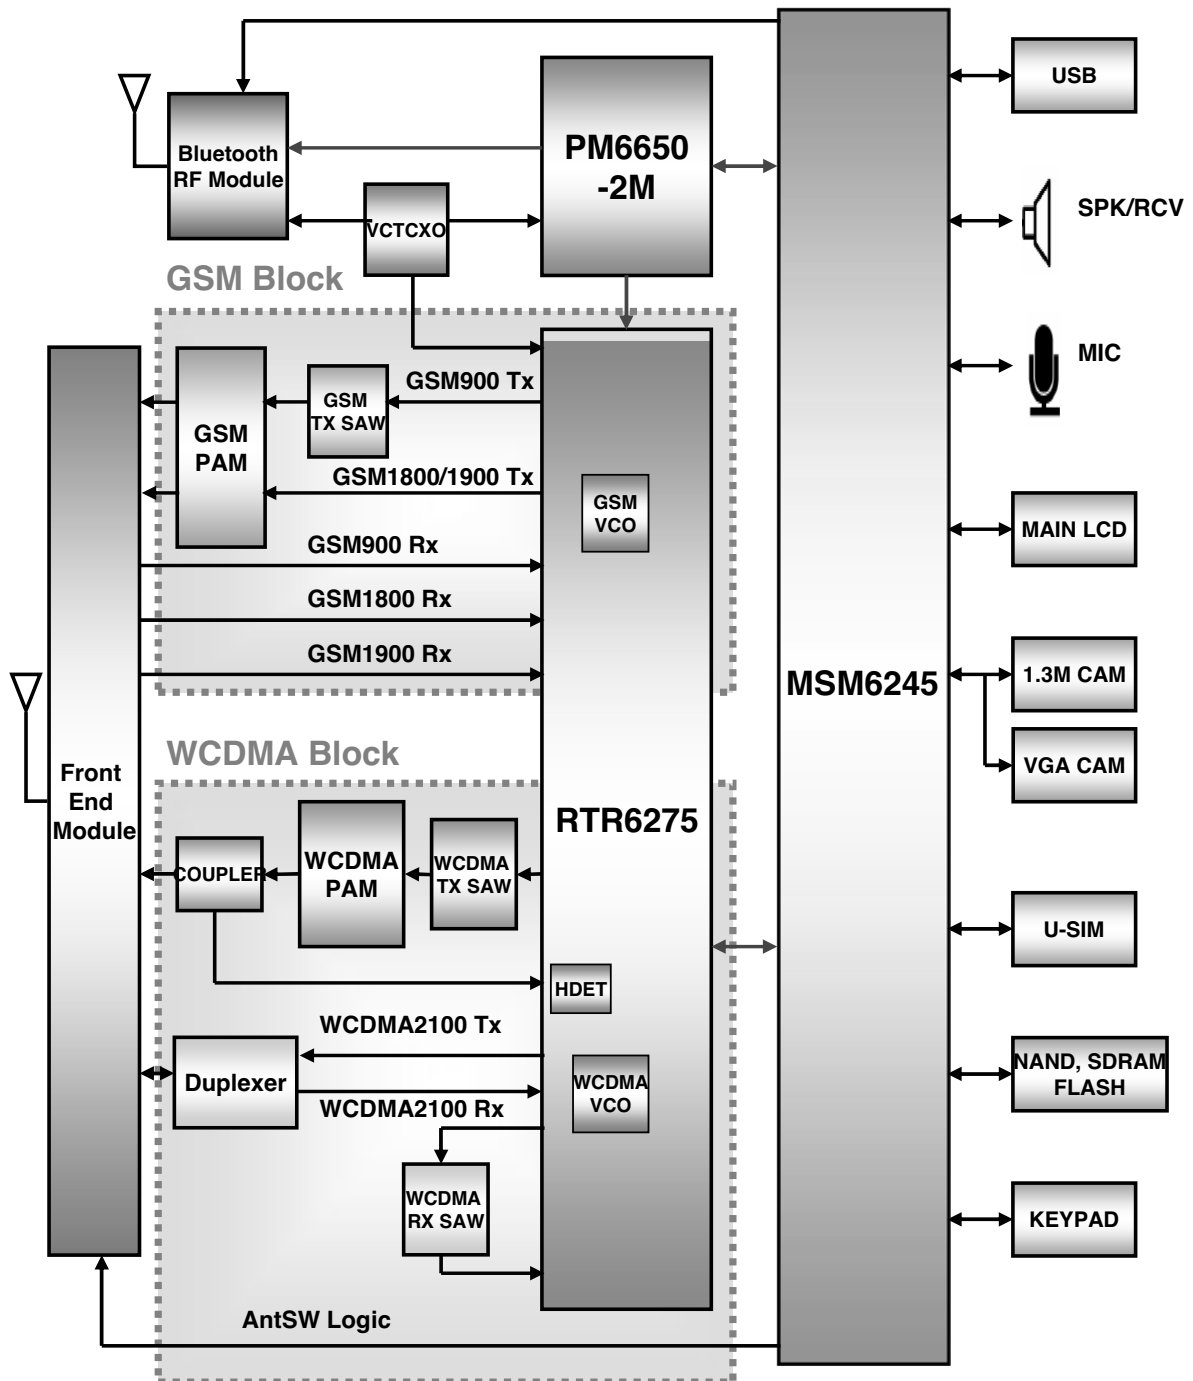 USB
Bluetooth
RF Module
PM6650
-2M
SPK/RCV
VCTCXO
GSM Block
MIC
GSM900 Tx
GSM
TX SAW
GSM
PAM
GSM1800/1900 Tx
GSM
VCO
GSM900 Rx
MAIN LCD
GSM1800 Rx
GSM1900 Rx
MSM6245
1.3M CAM
VGA CAM
WCDMA Block
Front
End
Module
RTR6275
COUPLER
WCDMA
PAM
WCDMA
TX SAW
U-SIM
HDET
WCDMA2100 Tx
Duplexer
WCDMA
VCO
WCDMA2100 Rx
NAND, SDRAM
FLASH
WCDMA
RX SAW
KEYPAD
AntSW Logic